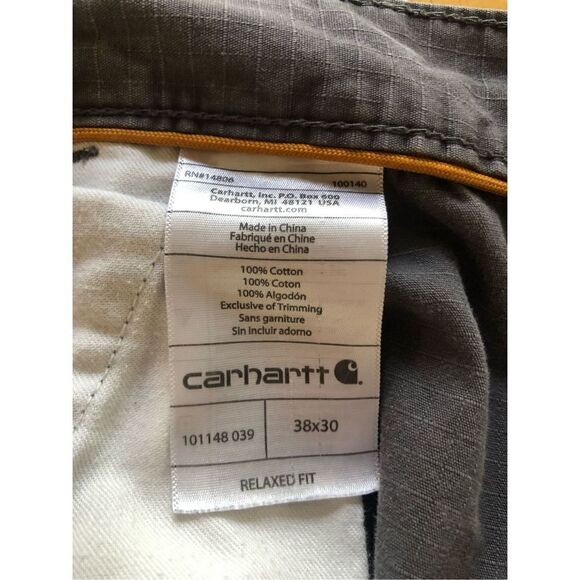 RN#14806 100140
Carhartt, Inc. P.O. Box 600
Dearborn, MI 48121 USA
carhartt.com
Made in China
Fabriqué en Chine
Hecho en China
100% Cotton
100% Coton
100% Algodón
Exclusive of Trimming
Sans garniture
Sin incluir adorno
carhartt
101148 039 38x30
RELAXED FIT